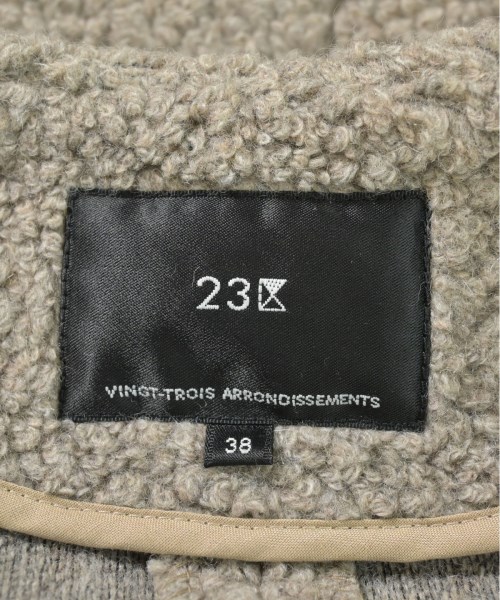 23区
VINGT-TROIS ARRONDISSEMENTS
38